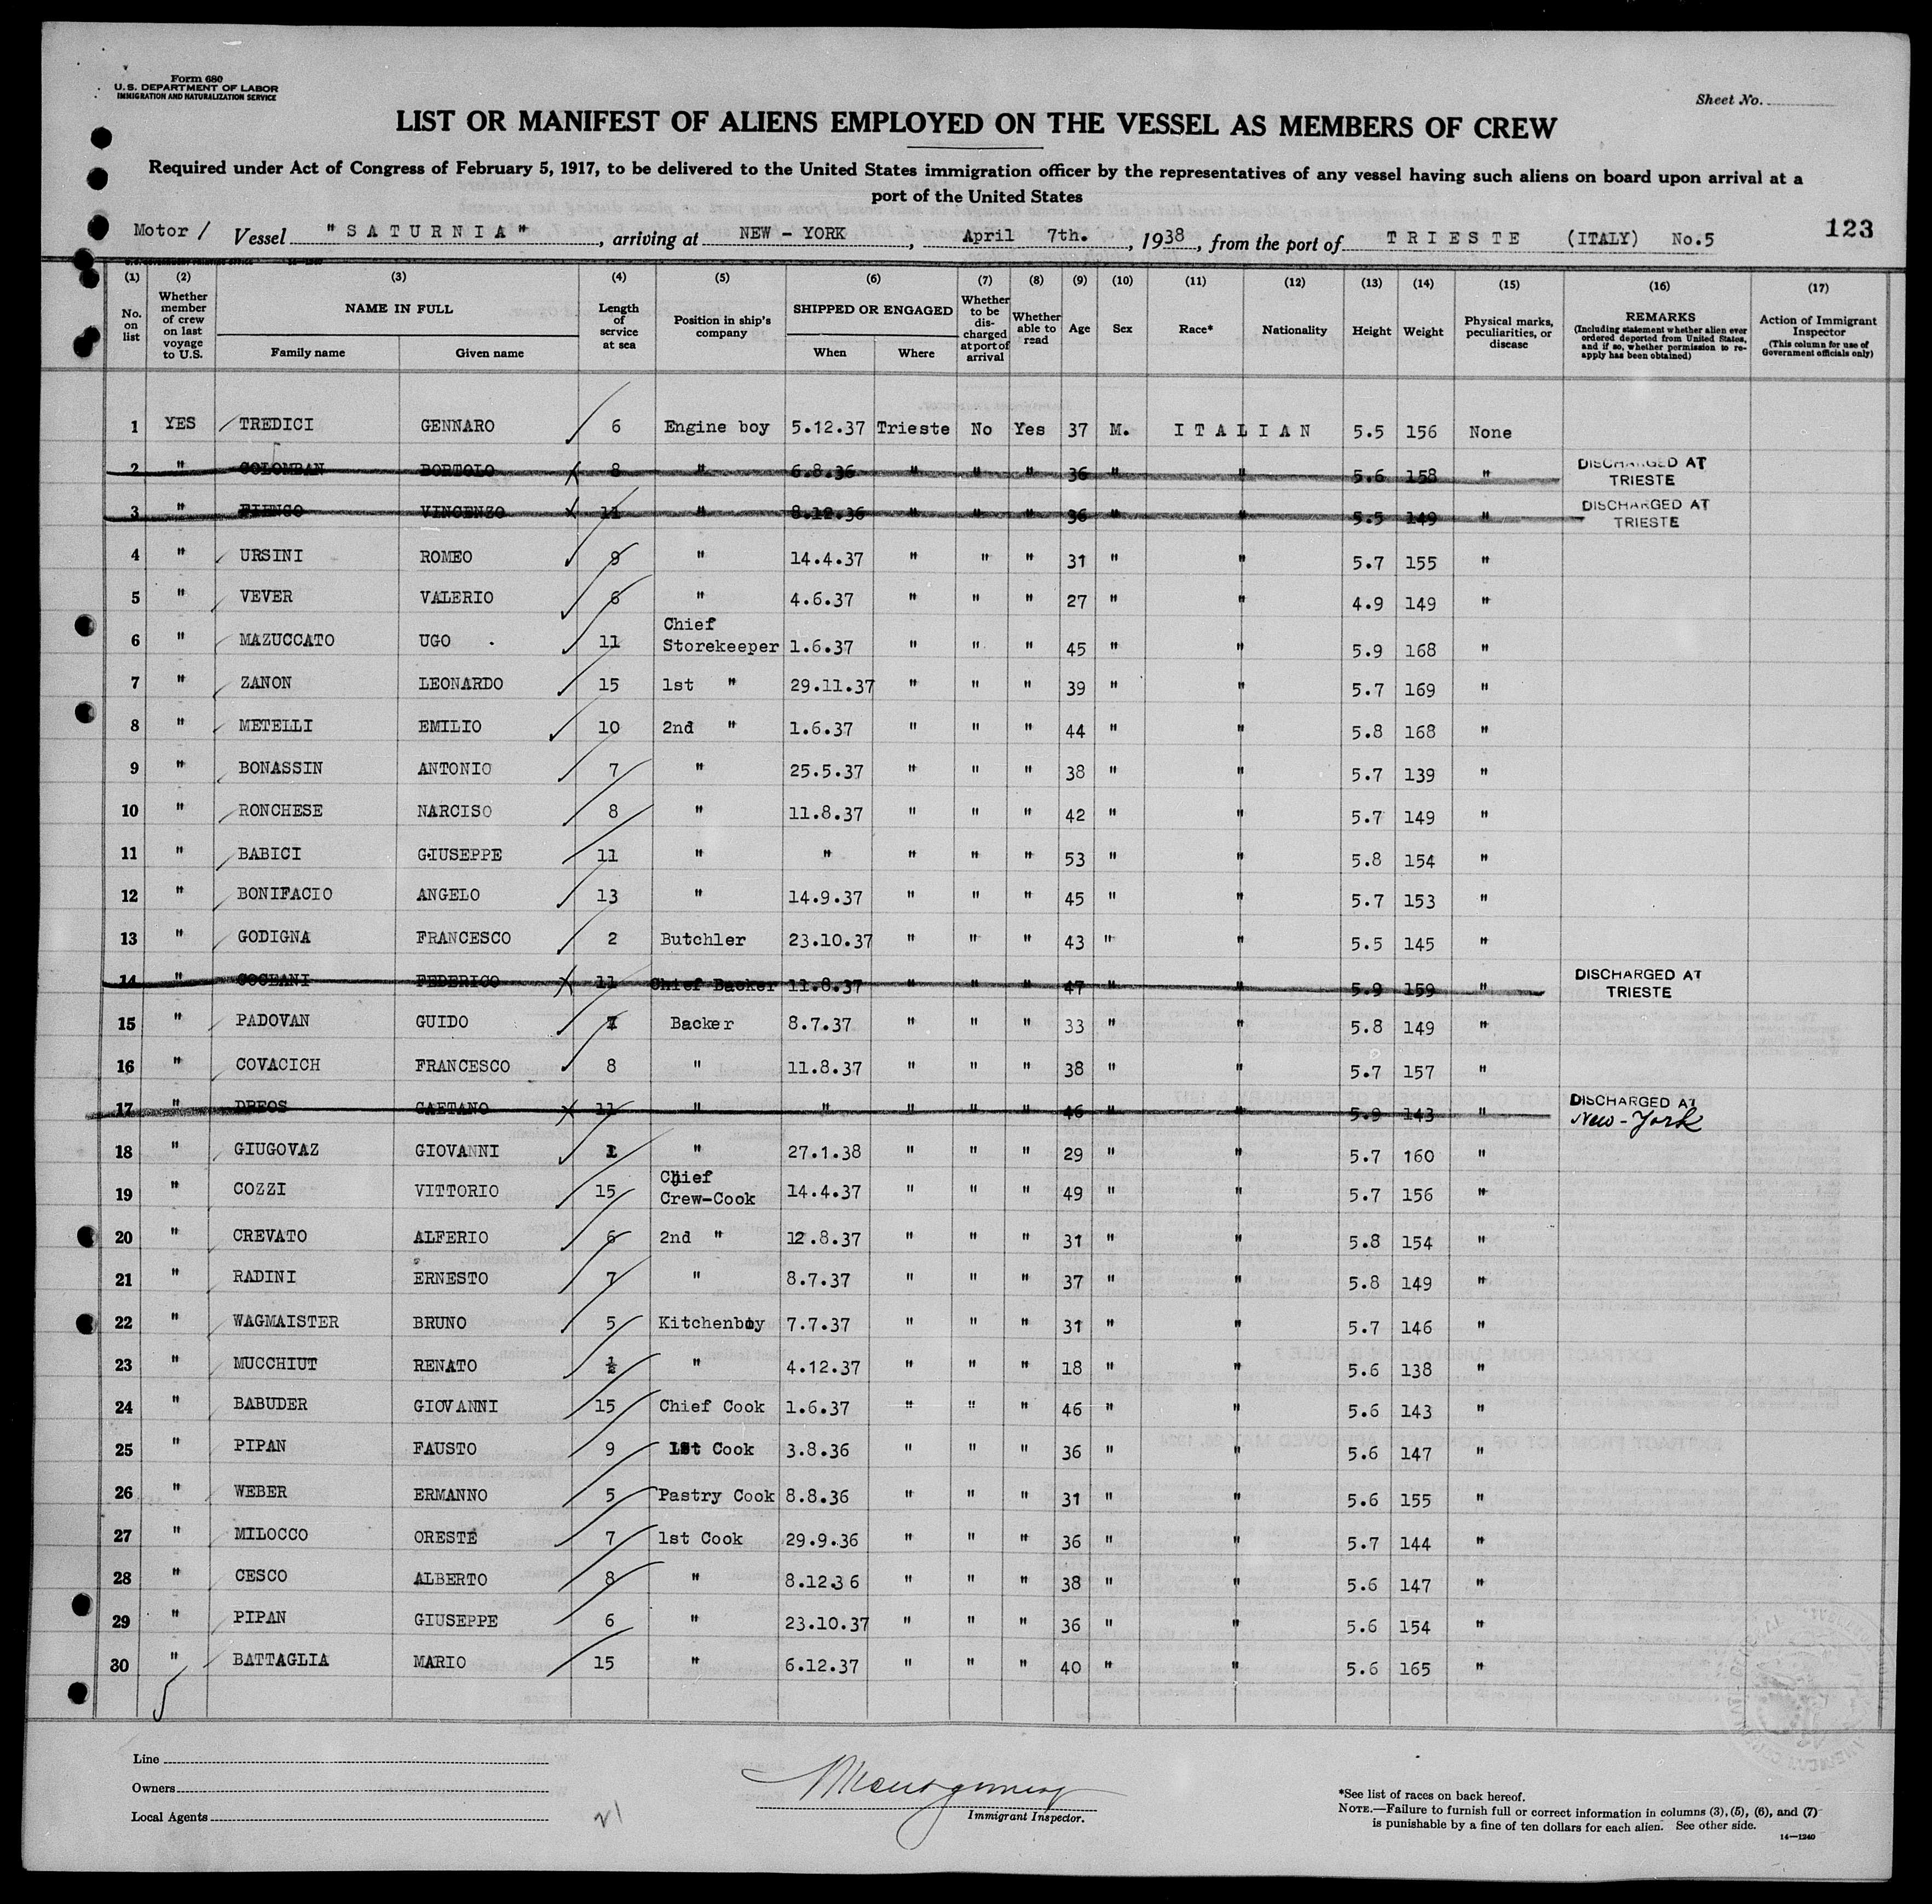 Form 680
U. S. DEPARTMENT OF LABOR
IMMIGRATION AND NATURALIZATION SERVICE
Sheet No.
LIST OR MANIFEST OF ALIENS EMPLOYED ON THE VESSEL AS MEMBERS OF CREW
Required under Act of Congress of February 5, 1917, to be delivered to the United States immigration officer by the representatives of any vessel having such aliens on board upon arrival at a
port of the United States
Motor / Vessel "SATURNIA", arriving at NEW - YORK, April 7th., 1938, from the port of TRIESTE (ITALY) No.5 123
(1) (2) (3) (4) (5) (6) (7) (8) (9) (10) (11) (12) (13) (14) (15) (16) (17)
No. on list
Whether member of crew on last voyage to U.S.
NAME IN FULL
Family name Given name
Length of service at sea
Position in ship's company
SHIPPED OR ENGAGED
When Where
Whether to be discharged at port of arrival
Whether able to read
Age
Sex
Race*
Nationality
Height
Weight
Physical marks, peculiarities, or disease
REMARKS
(Including statement whether alien ever ordered deported from United States, and if so, whether permission to re-apply has been obtained)
Action of Immigrant Inspector
(This column for use of Government officials only)
1 YES TREDICI GENNARO 6 Engine boy 5.12.37 Trieste No Yes 37 M. ITALIAN 5.5 156 None
2 " COLOMBAN BORTOLO 8 " 6.8.36 " " " 36 " " 5.6 158 " DISCHARGED AT TRIESTE
3 " FIENGO VINCENZO 11 " 8.12.36 " " " 36 " " 5.5 149 " DISCHARGED AT TRIESTE
4 " URSINI ROMEO 9 " 14.4.37 " " " 31 " " 5.7 155 "
5 " VEVER VALERIO 6 " 4.6.37 " " " 27 " " 4.9 149 "
6 " MAZUCCATO UGO 11 Chief Storekeeper 1.6.37 " " " 45 " " 5.9 168 "
7 " ZANON LEONARDO 15 1st " 29.11.37 " " " 39 " " 5.7 169 "
8 " METELLI EMILIO 10 2nd " 1.6.37 " " " 44 " " 5.8 168 "
9 " BONASSIN ANTONIO 7 " 25.5.37 " " " 38 " " 5.7 139 "
10 " RONCHESE NARCISO 8 " 11.8.37 " " " 42 " " 5.7 149 "
11 " BABICI GIUSEPPE 11 " " " " " 53 " " 5.8 154 "
12 " BONIFACIO ANGELO 13 " 14.9.37 " " " 45 " " 5.7 153 "
13 " GODIGNA FRANCESCO 2 Butchler 23.10.37 " " " 43 " " 5.5 145 "
14 " COCEANI FEDERICO 11 Chief Backer 11.8.37 " " " 47 " " 5.9 159 " DISCHARGED AT TRIESTE
15 " PADOVAN GUIDO 7 Backer 8.7.37 " " " 33 " " 5.8 149 "
16 " COVACICH FRANCESCO 8 " 11.8.37 " " " 38 " " 5.7 157 "
17 " DREOS GAETANO 11 " " " " " 46 " " 5.9 143 " DISCHARGED AT New-York
18 " GIUGOVAZ GIOVANNI 1 " 27.1.38 " " " 29 " " 5.7 160 "
19 " COZZI VITTORIO 15 Chief Crew-Cook 14.4.37 " " " 49 " " 5.7 156 "
20 " CREVATO ALFERIO 6 2nd " 12.8.37 " " " 31 " " 5.8 154 "
21 " RADINI ERNESTO 7 " 8.7.37 " " " 37 " " 5.8 149 "
22 " WAGMAISTER BRUNO 5 Kitchenboy 7.7.37 " " " 31 " " 5.7 146 "
23 " MUCCHIUT RENATO ½ " 4.12.37 " " " 18 " " 5.6 138 "
24 " BABUDER GIOVANNI 15 Chief Cook 1.6.37 " " " 46 " " 5.6 143 "
25 " PIPAN FAUSTO 9 1st Cook 3.8.36 " " " 36 " " 5.6 147 "
26 " WEBER ERMANNO 5 Pastry Cook 8.8.36 " " " 31 " " 5.6 155 "
27 " MILOCCO ORESTE 7 1st Cook 29.9.36 " " " 36 " " 5.7 144 "
28 " CESCO ALBERTO 8 " 8.12.36 " " " 38 " " 5.6 147 "
29 " PIPAN GIUSEPPE 6 " 23.10.37 " " " 36 " " 5.6 154 "
30 " BATTAGLIA MARIO 15 " 6.12.37 " " " 40 " " 5.6 165 "
Line
Owners
Local Agents
21
Montgomery
Immigrant Inspector.
*See list of races on back hereof.
NOTE.—Failure to furnish full or correct information in columns (3), (5), (6), and (7)
is punishable by a fine of ten dollars for each alien. See other side.
14—1240